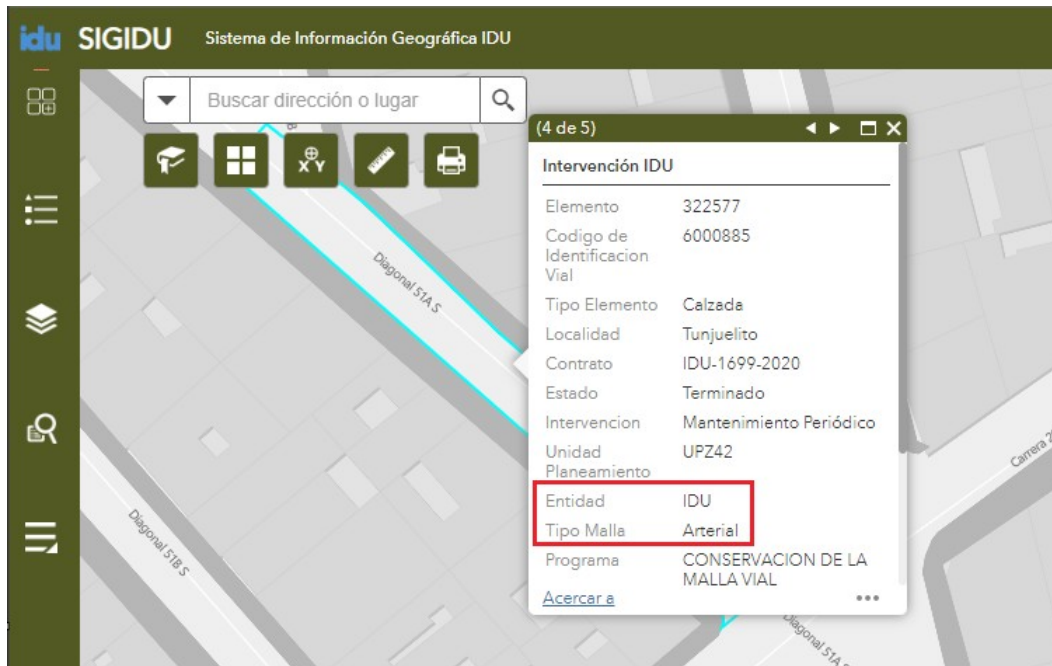 idu SIGIDU Sistema de Información Geográfica IDU
Buscar dirección o lugar
X Y
(4 de 5)
Intervención IDU
Elemento 322577
Codigo de 6000885
Identificacion
Vial
Tipo Elemento Calzada
Localidad Tunjuelito
Contrato IDU-1699-2020
Estado Terminado
Intervencion Mantenimiento Periódico
Unidad UPZ42
Planeamiento
Entidad IDU
Tipo Malla Arterial
Programa CONSERVACION DE LA
MALLA VIAL
Acercar a
Diagonal 51A S
Diagonal 51B S
Carrera
Diagonal 51A